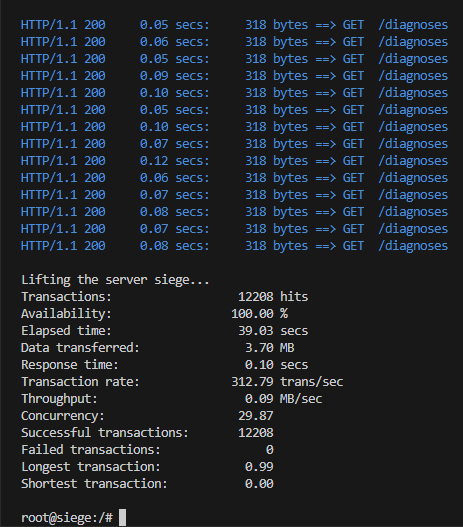 HTTP/1.1 200 0.05 secs: 318 bytes ==> GET /diagnoses
HTTP/1.1 200 0.06 secs: 318 bytes ==> GET /diagnoses
HTTP/1.1 200 0.05 secs: 318 bytes ==> GET /diagnoses
HTTP/1.1 200 0.09 secs: 318 bytes ==> GET /diagnoses
HTTP/1.1 200 0.10 secs: 318 bytes ==> GET /diagnoses
HTTP/1.1 200 0.05 secs: 318 bytes ==> GET /diagnoses
HTTP/1.1 200 0.10 secs: 318 bytes ==> GET /diagnoses
HTTP/1.1 200 0.07 secs: 318 bytes ==> GET /diagnoses
HTTP/1.1 200 0.12 secs: 318 bytes ==> GET /diagnoses
HTTP/1.1 200 0.06 secs: 318 bytes ==> GET /diagnoses
HTTP/1.1 200 0.07 secs: 318 bytes ==> GET /diagnoses
HTTP/1.1 200 0.08 secs: 318 bytes ==> GET /diagnoses
HTTP/1.1 200 0.07 secs: 318 bytes ==> GET /diagnoses
HTTP/1.1 200 0.08 secs: 318 bytes ==> GET /diagnoses
Lifting the server siege...
Transactions: 12208 hits
Availability: 100.00 %
Elapsed time: 39.03 secs
Data transferred: 3.70 MB
Response time: 0.10 secs
Transaction rate: 312.79 trans/sec
Throughput: 0.09 MB/sec
Concurrency: 29.87
Successful transactions: 12208
Failed transactions: 0
Longest transaction: 0.99
Shortest transaction: 0.00
root@siege:/#